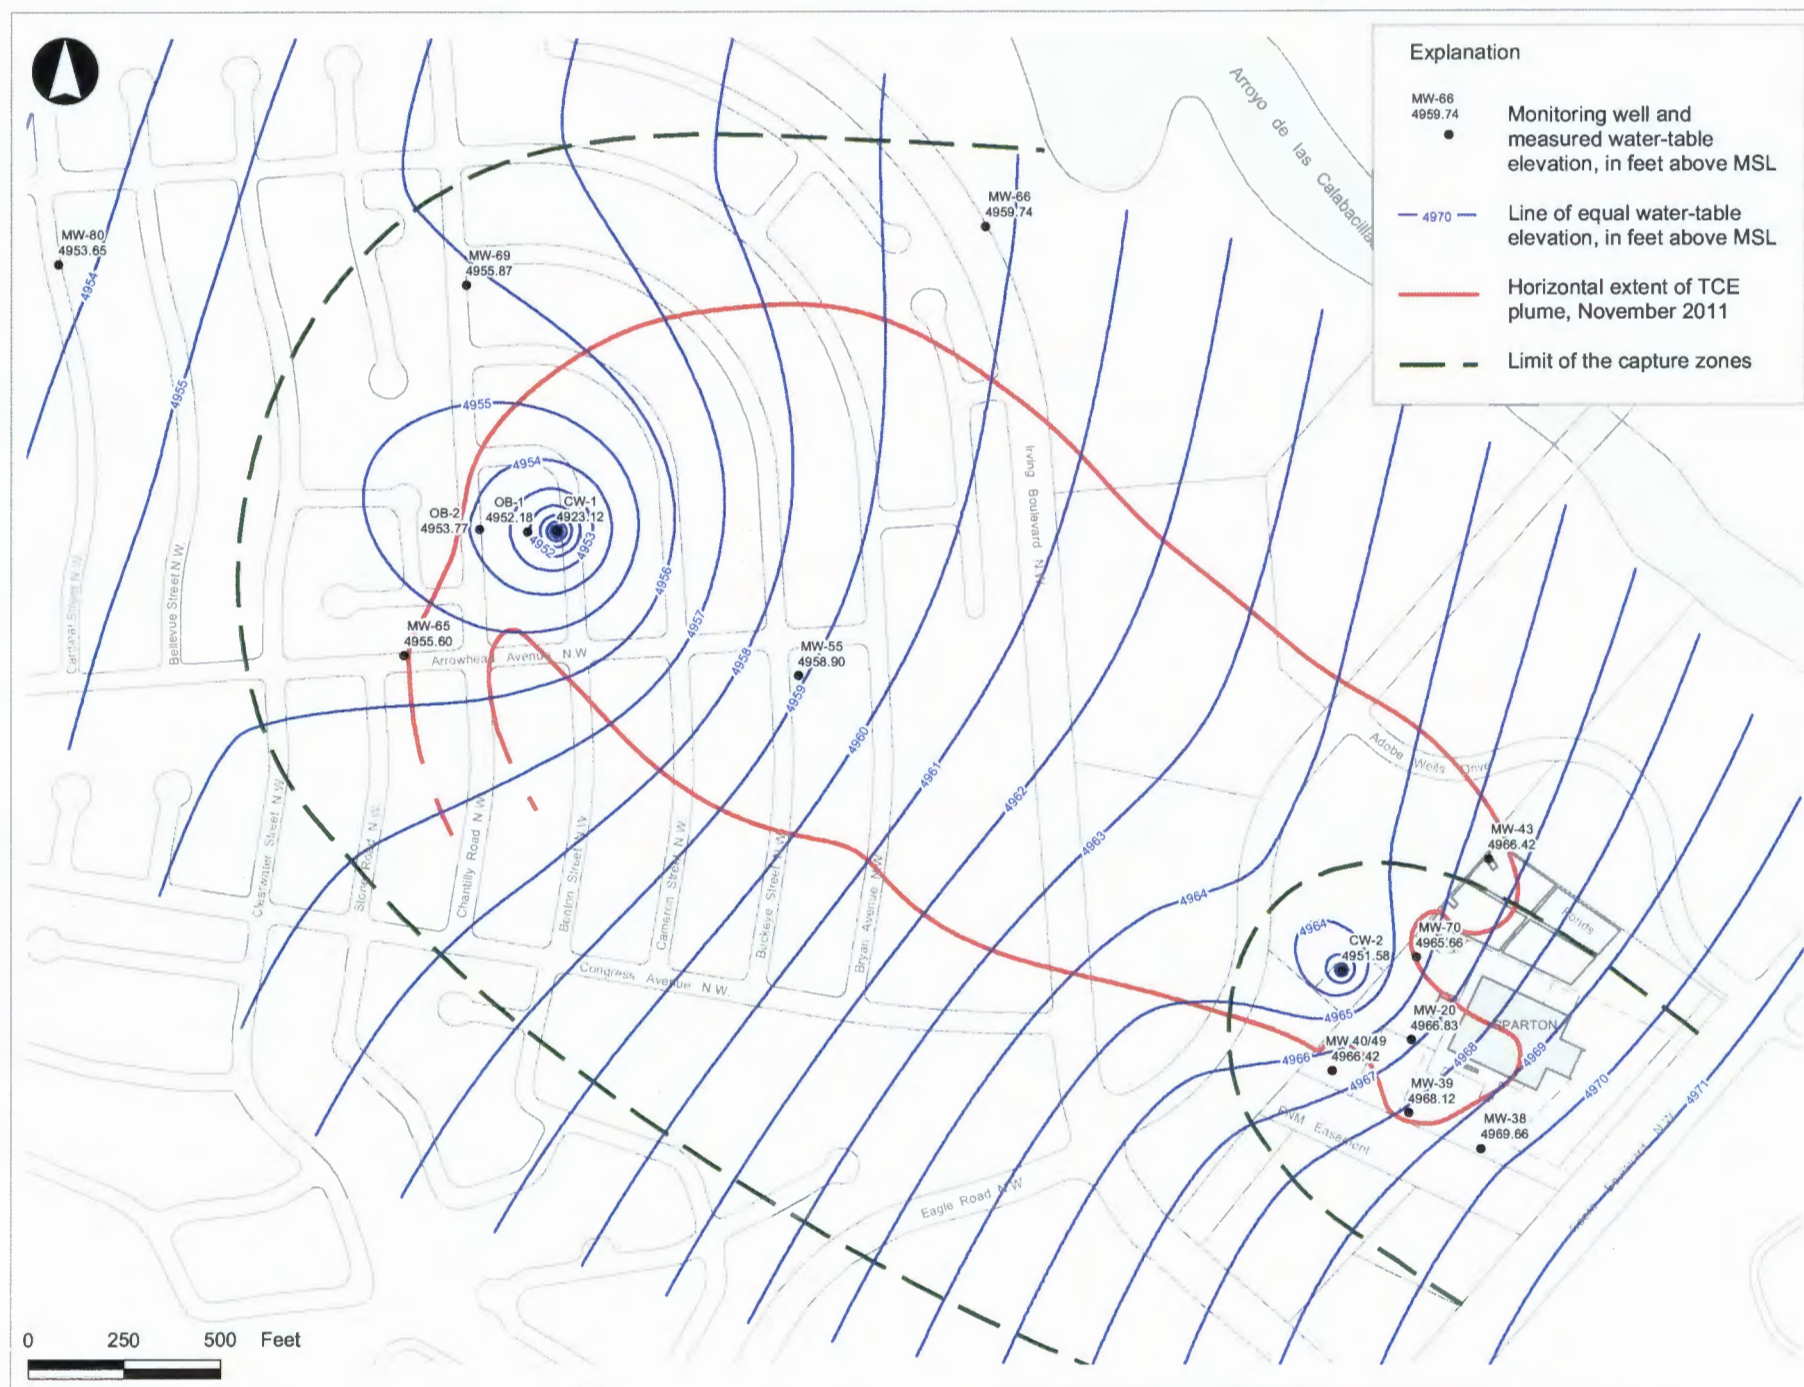 Explanation
MW-66
4959.74
Monitoring well and
measured water-table
elevation, in feet above MSL
4970
Line of equal water-table
elevation, in feet above MSL
Horizontal extent of TCE
plume, November 2011
Limit of the capture zones
Arroyo de las Calabacillas
MW-80
4953.65
4954
4955
MW-69
4955.87
MW-66
4959.74
4955
4954
OB-2
4953.77
OB-1
4952.18
CW-1
4923.12
4952
4953
4956
4957
4958
4959
4960
4961
4962
4963
4964
MW-65
4955.60
MW-55
4958.90
Arrowhead Avenue N.W
Cardinal Street N.W.
Bellevue Street N.W.
Irving Boulevard N.W.
Clearwater Street N.W.
Stone Road N.W.
Chantilly Road N.W.
Benton Street N.W.
Cameron Street N.W.
Buckeye Street N.W.
Bryan Avenue N.W.
Congress Avenue N.W.
Eagle Road N.W
Adobe Wells Drive
MW-43
4966.42
Ponds
4964
CW-2
4951.58
MW-70
4965.66
4965
MW-20
4966.83
SPARTON
MW 40/49
4966.42
4966
4967
4968
4969
4970
4971
MW-39
4968.12
MW-38
4969.66
PNM Easement
N.W
0 250 500 Feet